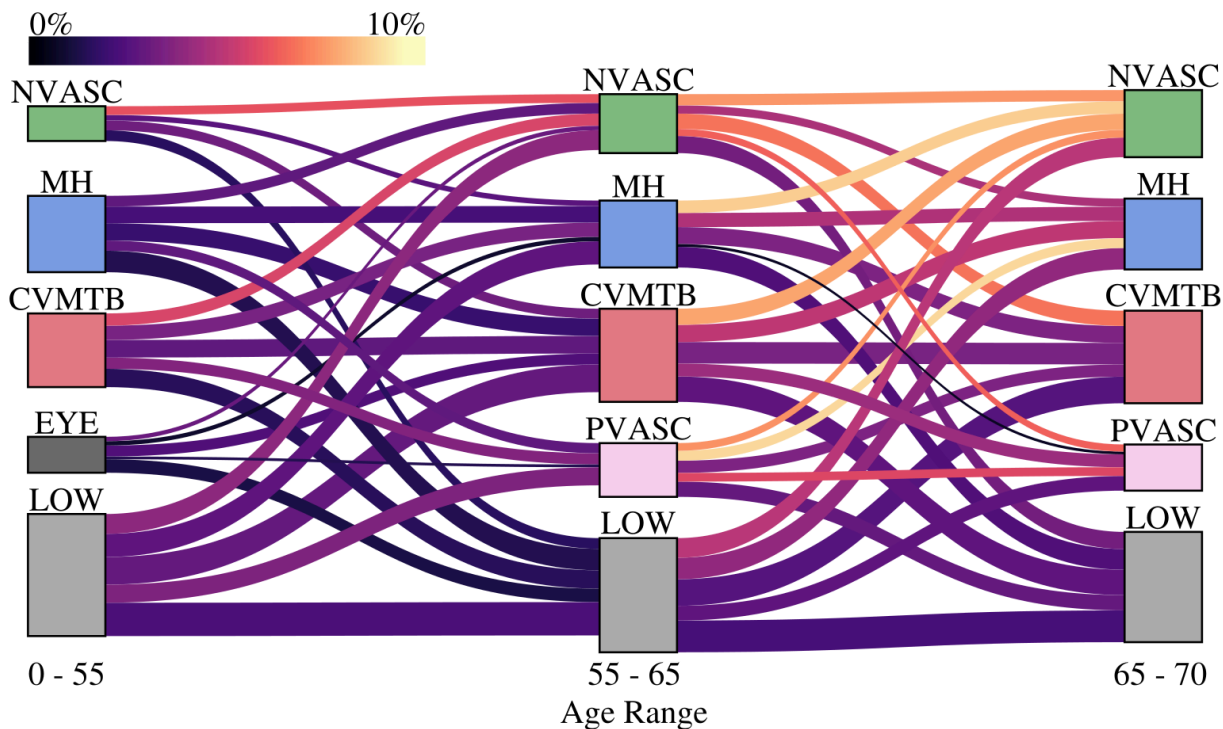 0% 10%
NVASC NVASC NVASC
MH MH MH
CVMTB CVMTB CVMTB
EYE PVASC PVASC
LOW LOW LOW
0 - 55 55 - 65 65 - 70
Age Range